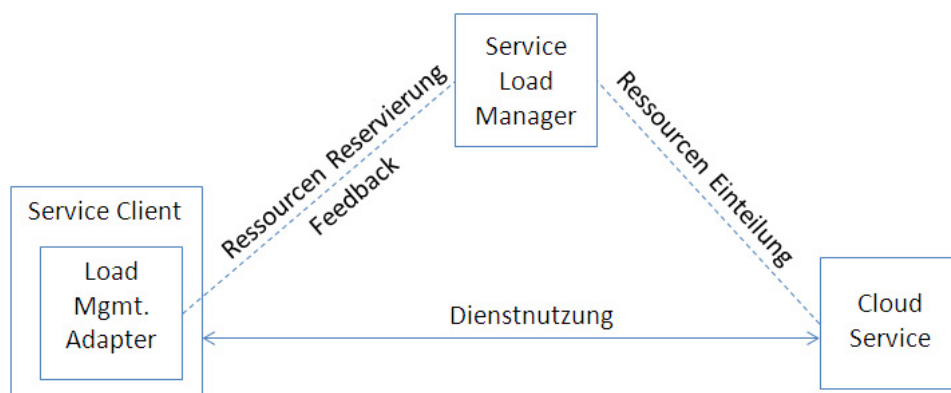 Service
Load
Manager
Ressourcen Reservierung
Feedback
Ressourcen Einteilung
Service Client
Load
Mgmt.
Adapter
Dienstnutzung
Cloud
Service